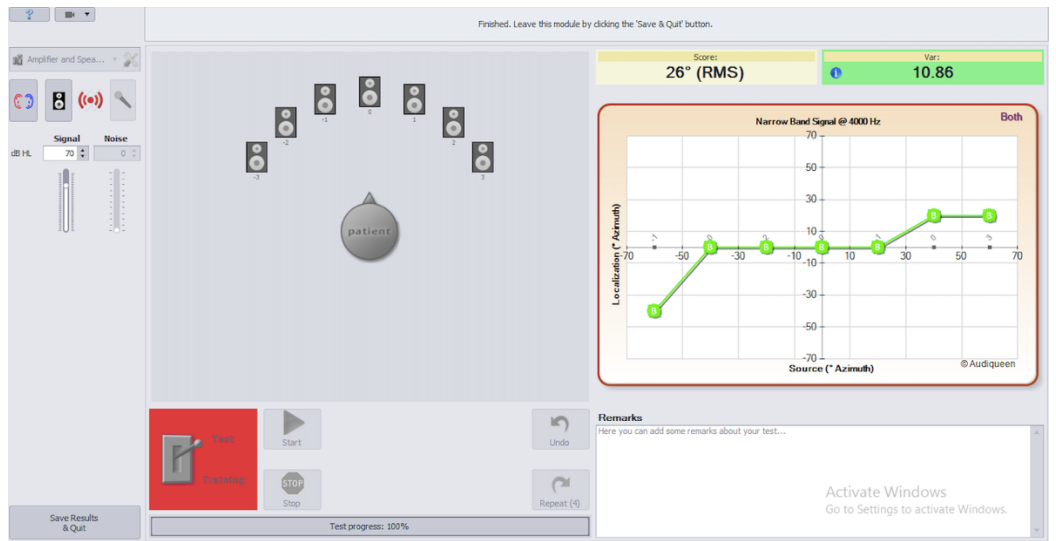 Finished. Leave this module by clicking the 'Save & Quit' button.
Amplifier and Spea...
Signal Noise
dB HL 70 0
-3
-2
-1
0
1
2
3
patient
Test
Training
Start
STOP
Stop
Undo
Repeat (4)
Test progress: 100%
Save Results
& Quit
Score:
26° (RMS)
Var:
10.86
Narrow Band Signal @ 4000 Hz
Both
Localization (° Azimuth)
70
50
30
10
-10
-30
-50
-70
-70 -50 -30 -10 10 30 50 70
B B B B B B B
Source (° Azimuth)
© Audiqueen
Remarks
Here you can add some remarks about your test...
Activate Windows
Go to Settings to activate Windows.